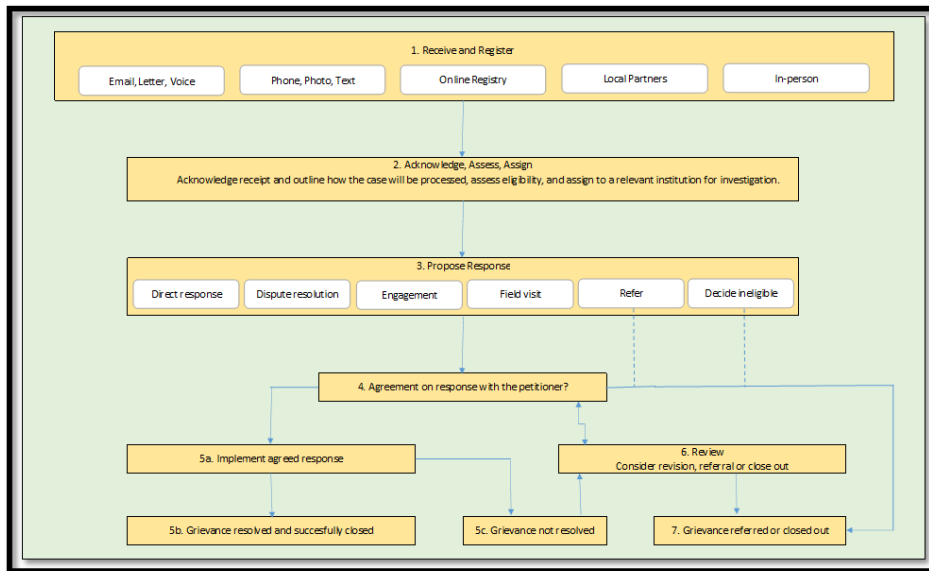 1. Receive and Register
Email, Letter, Voice
Phone, Photo, Text
Online Registry
Local Partners
In-person
2. Acknowledge, Assess, Assign
Acknowledge receipt and outline how the case will be processed, assess eligibility, and assign to a relevant institution for investigation.
3. Propose Response
Direct response
Dispute resolution
Engagement
Field visit
Refer
Decide ineligible
4. Agreement on response with the petitioner?
5a. Implement agreed response
6. Review
Consider revision, referral or close out
5b. Grievance resolved and succesfully closed
5c. Grievance not resolved
7. Grievance referred or closed out